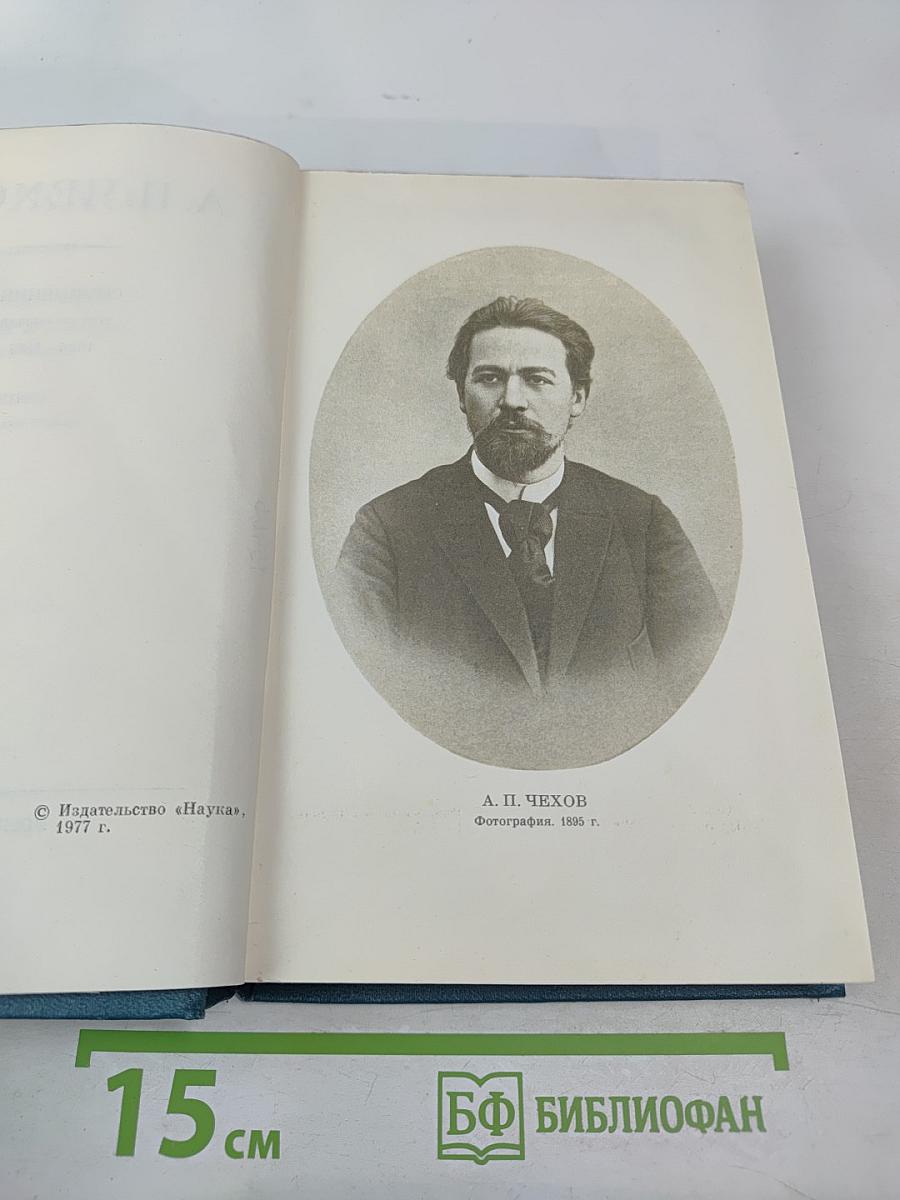 © Издательство «Наука»,
1977 г.
А. П. ЧЕХОВ
Фотография. 1895 г.
15 см
БФ БИБЛИОФАН